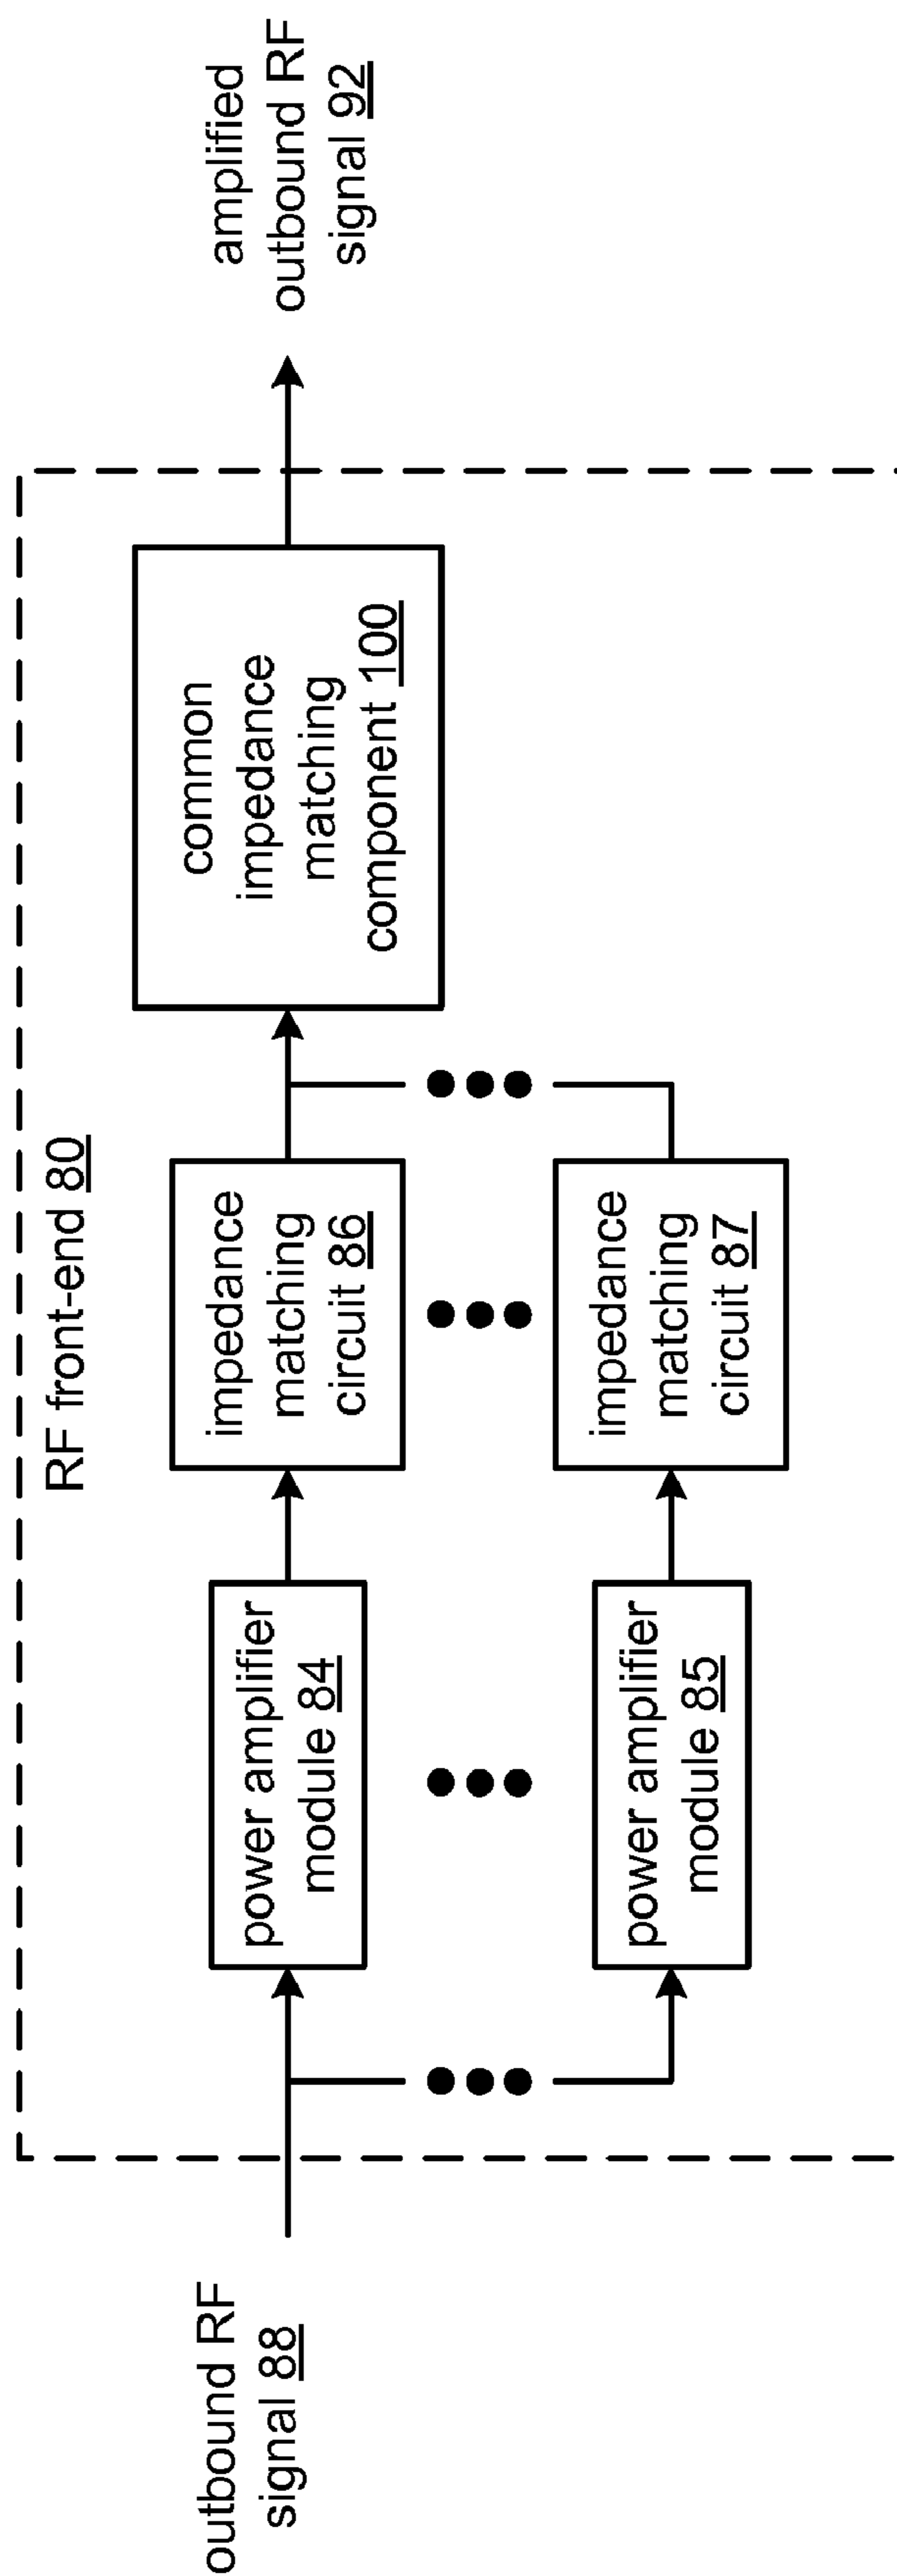 RF front-end 80
outbound RF
signal 88
power amplifier
module 84
impedance
matching
circuit 86
common
impedance
matching
component 100
amplified
outbound RF
signal 92
power amplifier
module 85
impedance
matching
circuit 87